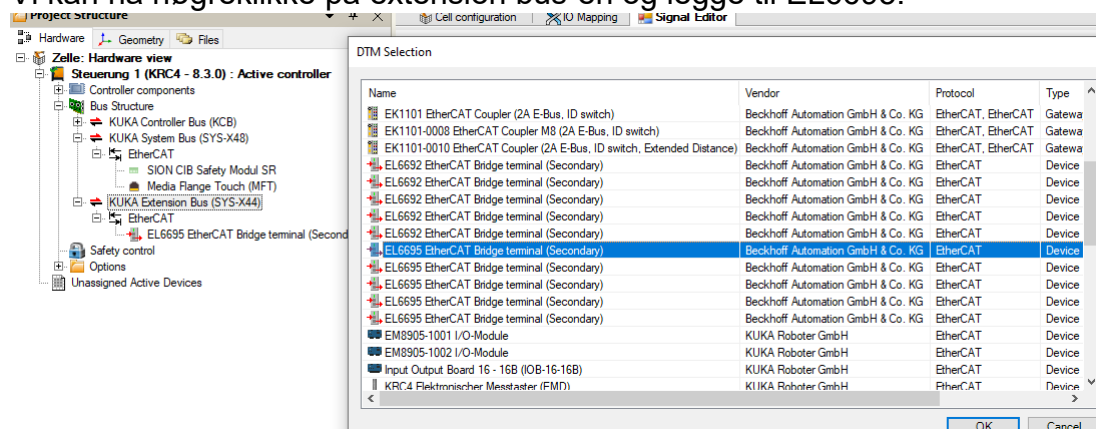 Vi kan nå høgreklikke på extension bus en og legge til EL6695.
Project Structure
Cell configuration IO Mapping Signal Editor
Hardware Geometry Files
Zelle: Hardware view
Steuerung 1 (KRC4 - 8.3.0) : Active controller
Controller components
Bus Structure
KUKA Controller Bus (KCB)
KUKA System Bus (SYS-X48)
EtherCAT
SION CIB Safety Modul SR
Media Flange Touch (MFT)
KUKA Extension Bus (SYS-X44)
EtherCAT
EL6695 EtherCAT Bridge terminal (Second
Safety control
Options
Unassigned Active Devices
DTM Selection
Name Vendor Protocol Type
EK1101 EtherCAT Coupler (2A E-Bus, ID switch) Beckhoff Automation GmbH & Co. KG EtherCAT, EtherCAT Gatewa
EK1101-0008 EtherCAT Coupler M8 (2A E-Bus, ID switch) Beckhoff Automation GmbH & Co. KG EtherCAT, EtherCAT Gatewa
EK1101-0010 EtherCAT Coupler (2A E-Bus, ID switch, Extended Distance) Beckhoff Automation GmbH & Co. KG EtherCAT, EtherCAT Gatewa
EL6692 EtherCAT Bridge terminal (Secondary) Beckhoff Automation GmbH & Co. KG EtherCAT Device
EL6692 EtherCAT Bridge terminal (Secondary) Beckhoff Automation GmbH & Co. KG EtherCAT Device
EL6692 EtherCAT Bridge terminal (Secondary) Beckhoff Automation GmbH & Co. KG EtherCAT Device
EL6692 EtherCAT Bridge terminal (Secondary) Beckhoff Automation GmbH & Co. KG EtherCAT Device
EL6692 EtherCAT Bridge terminal (Secondary) Beckhoff Automation GmbH & Co. KG EtherCAT Device
EL6695 EtherCAT Bridge terminal (Secondary) Beckhoff Automation GmbH & Co. KG EtherCAT Device
EL6695 EtherCAT Bridge terminal (Secondary) Beckhoff Automation GmbH & Co. KG EtherCAT Device
EL6695 EtherCAT Bridge terminal (Secondary) Beckhoff Automation GmbH & Co. KG EtherCAT Device
EL6695 EtherCAT Bridge terminal (Secondary) Beckhoff Automation GmbH & Co. KG EtherCAT Device
EL6695 EtherCAT Bridge terminal (Secondary) Beckhoff Automation GmbH & Co. KG EtherCAT Device
EM8905-1001 I/O-Module KUKA Roboter GmbH EtherCAT Device
EM8905-1002 I/O-Module KUKA Roboter GmbH EtherCAT Device
Input Output Board 16 - 16B (IOB-16-16B) KUKA Roboter GmbH EtherCAT Device
KRC4 Elektronischer Messtaster (EMD) KUKA Roboter GmbH EtherCAT Device
OK Cancel